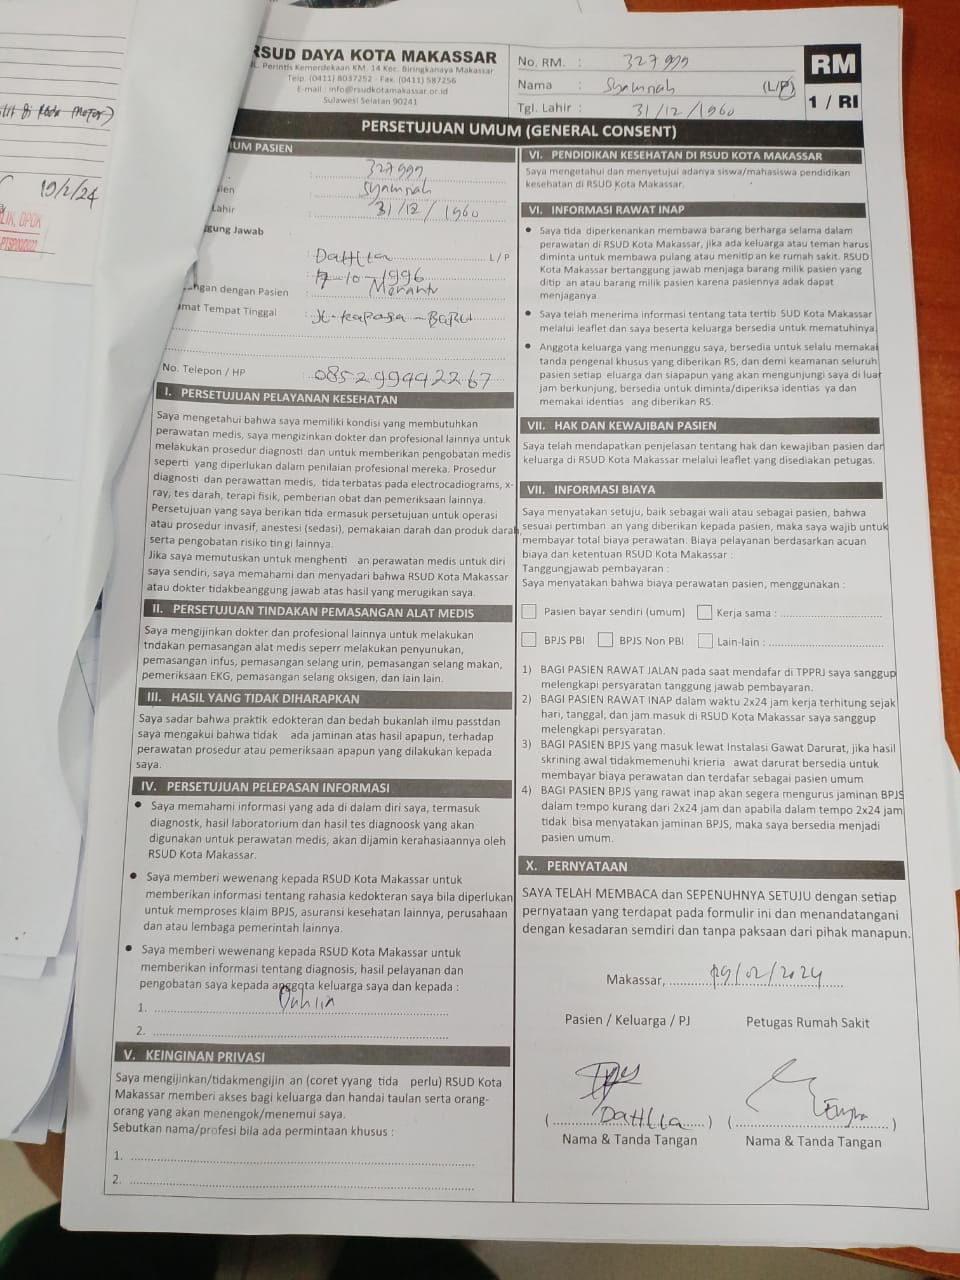 19/2/24
RSUD DAYA KOTA MAKASSAR
JL. Perintis Kemerdekaan KM. 14 Kec. Biringkanaya Makassar
Telp. (0411) 8037252 - Fax. (0411) 587256
E-mail : info@rsudkotamakassar.or.id
Sulawesi Selatan 90241
No. RM. : 327999
Nama : Syamnah (L/P)
Tgl. Lahir : 31/12/1960
RM
1 / RI
PERSETUJUAN UMUM (GENERAL CONSENT)
UM PASIEN
: 327999
ien : Syamnah
Lahir : 31/12/1960
gung Jawab
: DaHLia L/P
: 7-10-1996
ngan dengan Pasien : Menantu
mat Tempat Tinggal : Jl-kapasa-BaRu
No. Telepon / HP : 085299942267
I. PERSETUJUAN PELAYANAN KESEHATAN
Saya mengetahui bahwa saya memiliki kondisi yang membutuhkan
perawatan medis, saya mengizinkan dokter dan profesional lainnya untuk
melakukan prosedur diagnosti dan untuk memberikan pengobatan medis
seperti yang diperlukan dalam penilaian profesional mereka. Prosedur
diagnosti dan perawattan medis, tida terbatas pada electrocadiograms, x-
ray, tes darah, terapi fisik, pemberian obat dan pemeriksaan lainnya.
Persetujuan yang saya berikan tida ermasuk persetujuan untuk operasi
atau prosedur invasif, anestesi (sedasi), pemakaian darah dan produk darah,
serta pengobatan risiko tin gi lainnya.
Jika saya memutuskan untuk menghenti an perawatan medis untuk diri
saya sendiri, saya memahami dan menyadari bahwa RSUD Kota Makassar
atau dokter tidakbeanggung jawab atas hasil yang merugikan saya.
II. PERSETUJUAN TINDAKAN PEMASANGAN ALAT MEDIS
Saya mengijinkan dokter dan profesional lainnya untuk melakukan
tndakan pemasangan alat medis seperr melakukan penyunukan,
pemasangan infus, pemasangan selang urin, pemasangan selang makan,
pemeriksaan EKG, pemasangan selang oksigen, dan lain lain.
III. HASIL YANG TIDAK DIHARAPKAN
Saya sadar bahwa praktik edokteran dan bedah bukanlah ilmu passtdan
saya mengakui bahwa tidak ada jaminan atas hasil apapun, terhadap
perawatan prosedur atau pemeriksaan apapun yang dilakukan kepada
saya.
IV. PERSETUJUAN PELEPASAN INFORMASI
• Saya memahami informasi yang ada di dalam diri saya, termasuk
diagnostk, hasil laboratorium dan hasil tes diagnoosk yang akan
digunakan untuk perawatan medis, akan dijamin kerahasiaannya oleh
RSUD Kota Makassar.
• Saya memberi wewenang kepada RSUD Kota Makassar untuk
memberikan informasi tentang rahasia kedokteran saya bila diperlukan
untuk memproses klaim BPJS, asuransi kesehatan lainnya, perusahaan
dan atau lembaga pemerintah lainnya.
• Saya memberi wewenang kepada RSUD Kota Makassar untuk
memberikan informasi tentang diagnosis, hasil pelayanan dan
pengobatan saya kepada anggota keluarga saya dan kepada :
1.
2.
V. KEINGINAN PRIVASI
Saya mengijinkan/tidakmengijin an (coret yyang tida perlu) RSUD Kota
Makassar memberi akses bagi keluarga dan handai taulan serta orang-
orang yang akan menengok/menemui saya.
Sebutkan nama/profesi bila ada permintaan khusus :
1.
2.
VI. PENDIDIKAN KESEHATAN DI RSUD KOTA MAKASSAR
Saya mengetahui dan menyetujui adanya siswa/mahasiswa pendidikan
kesehatan di RSUD Kota Makassar.
VI. INFORMASI RAWAT INAP
• Saya tida diperkenankan membawa barang berharga selama dalam
perawatan di RSUD Kota Makassar, jika ada keluarga atau teman harus
diminta untuk membawa pulang atau menitip an ke rumah sakit. RSUD
Kota Makassar bertanggung jawab menjaga barang milik pasien yang
ditip an atau barang milik pasien karena pasiennya adak dapat
menjaganya.
• Saya telah menerima informasi tentang tata tertib SUD Kota Makassar
melalui leaflet dan saya beserta keluarga bersedia untuk mematuhinya.
• Anggota keluarga yang menunggu saya, bersedia untuk selalu memakai
tanda pengenal khusus yang diberikan RS, dan demi keamanan seluruh
pasien setiap eluarga dan siapapun yang akan mengunjungi saya di luar
jam berkunjung, bersedia untuk diminta/diperiksa identias ya dan
memakai identias ang diberikan RS.
VII. HAK DAN KEWAJIBAN PASIEN
Saya telah mendapatkan penjelasan tentang hak dan kewajiban pasien dan
keluarga di RSUD Kota Makassar melalui leaflet yang disediakan petugas.
VII. INFORMASI BIAYA
Saya menyatakan setuju, baik sebagai wali atau sebagai pasien, bahwa
sesuai pertimban an yang diberikan kepada pasien, maka saya wajib untuk
membayar total biaya perawatan. Biaya pelayanan berdasarkan acuan
biaya dan ketentuan RSUD Kota Makassar :
Tanggungjawab pembayaran :
Saya menyatakan bahwa biaya perawatan pasien, menggunakan :
Pasien bayar sendiri (umum) Kerja sama :
BPJS PBI BPJS Non PBI Lain-lain :
1) BAGI PASIEN RAWAT JALAN pada saat mendafar di TPPRJ saya sanggup
melengkapi persyaratan tanggung jawab pembayaran.
2) BAGI PASIEN RAWAT INAP dalam waktu 2x24 jam kerja terhitung sejak
hari, tanggal, dan jam masuk di RSUD Kota Makassar saya sanggup
melengkapi persyaratan.
3) BAGI PASIEN BPJS yang masuk lewat Instalasi Gawat Darurat, jika hasil
skrining awal tidakmemenuhi krieria awat darurat bersedia untuk
membayar biaya perawatan dan terdafar sebagai pasien umum
4) BAGI PASIEN BPJS yang rawat inap akan segera mengurus jaminan BPJS
dalam tempo kurang dari 2x24 jam dan apabila dalam tempo 2x24 jam
tidak bisa menyatakan jaminan BPJS, maka saya bersedia menjadi
pasien umum.
X. PERNYATAAN
SAYA TELAH MEMBACA dan SEPENUHNYA SETUJU dengan setiap
pernyataan yang terdapat pada formulir ini dan menandatangani
dengan kesadaran semdiri dan tanpa paksaan dari pihak manapun.
Makassar, 19/02/2024
Pasien / Keluarga / PJ Petugas Rumah Sakit
( DaHLia ) ( )
Nama & Tanda Tangan Nama & Tanda Tangan